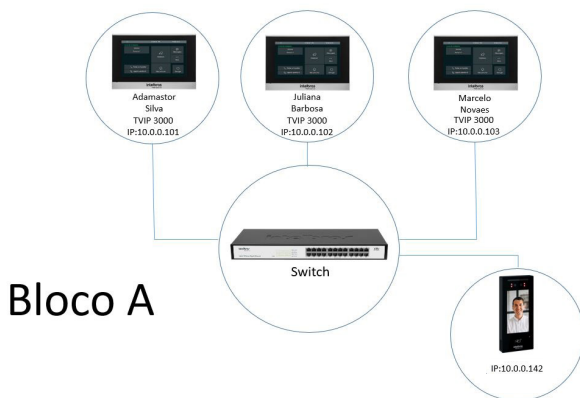 Adamastor
Silva
TVIP 3000
IP:10.0.0.101
Juliana
Barbosa
TVIP 3000
IP:10.0.0.102
Marcelo
Novaes
TVIP 3000
IP:10.0.0.103
Switch
Bloco A
IP:10.0.0.142